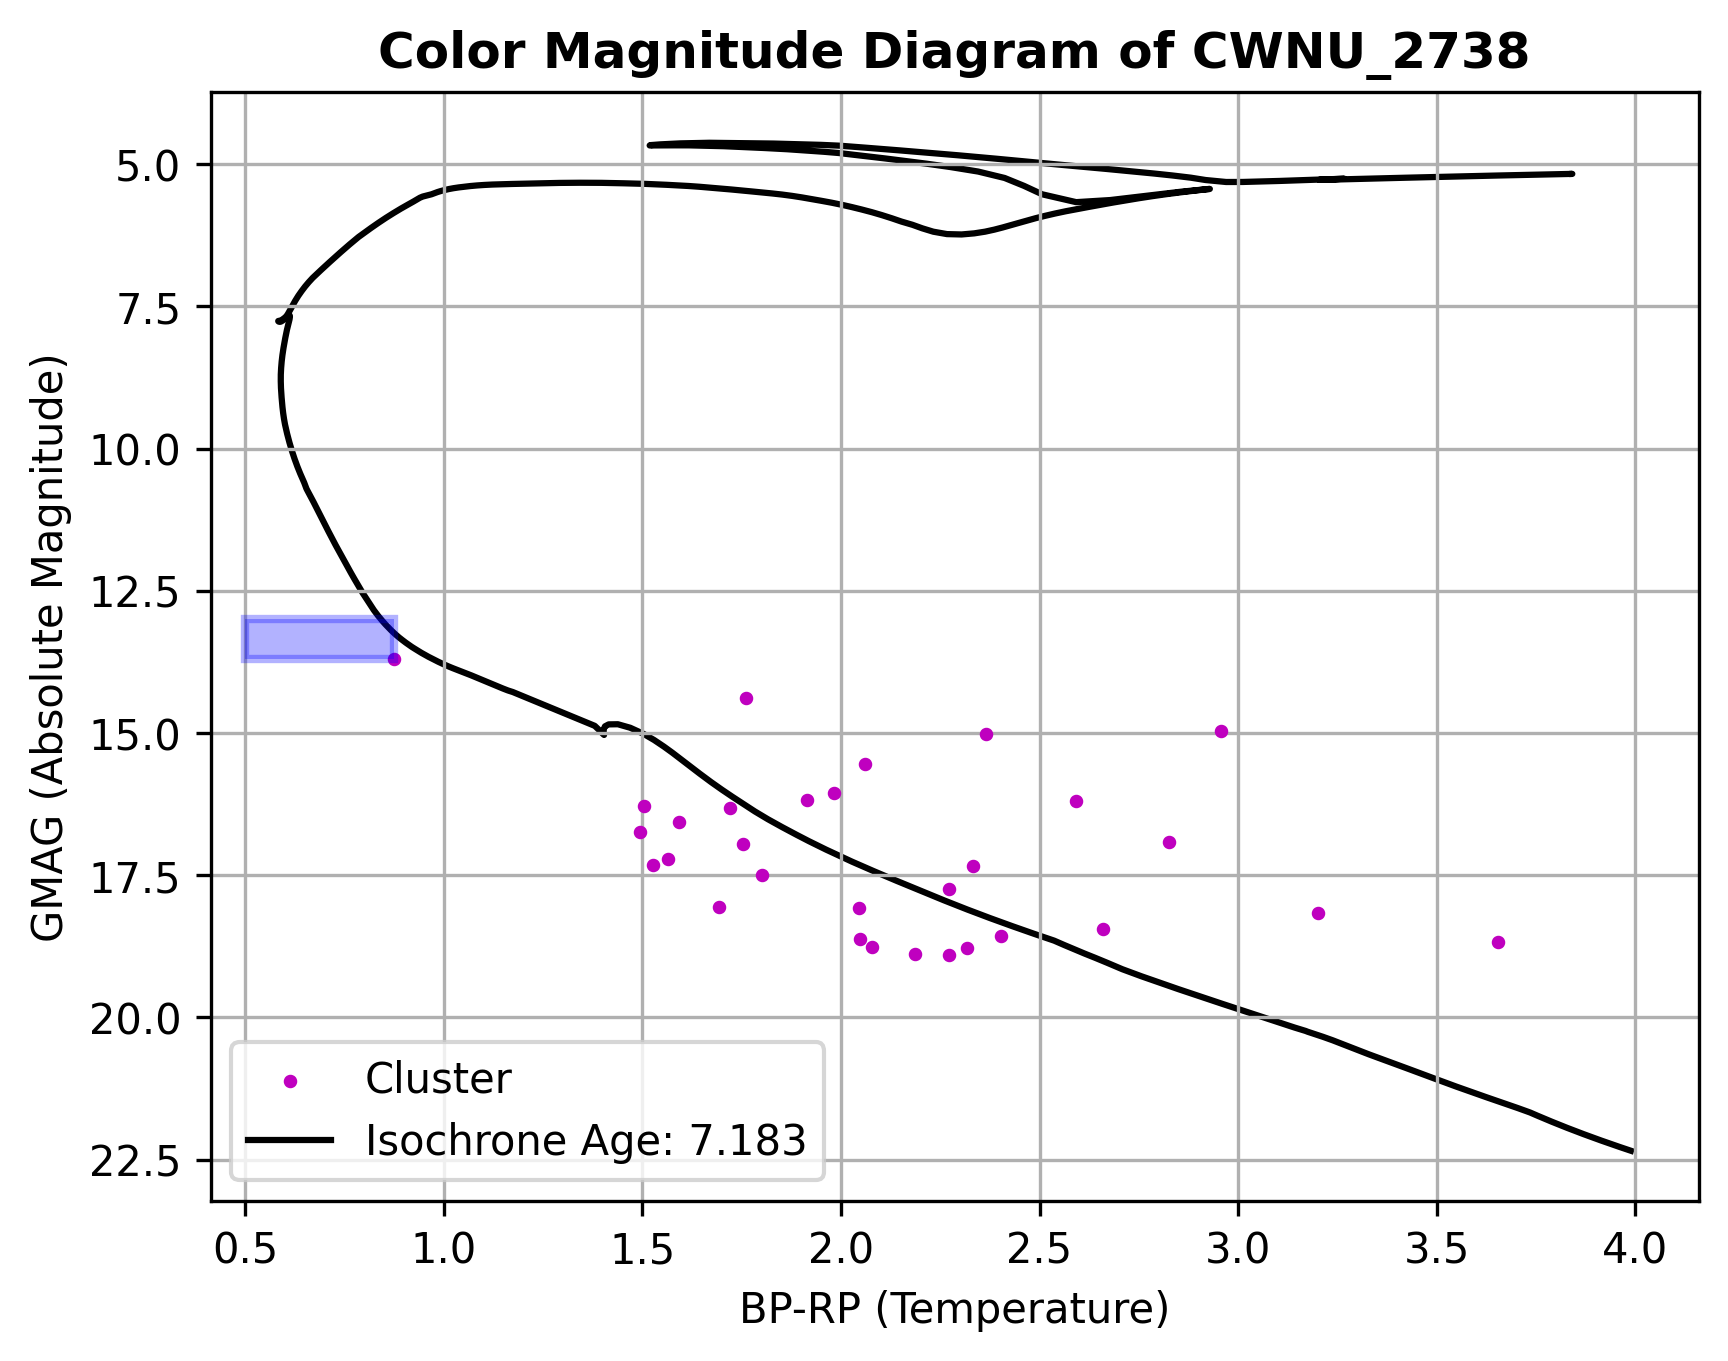 Color Magnitude Diagram of CWNU_2738
GMAG (Absolute Magnitude)
5.0
7.5
10.0
12.5
15.0
17.5
20.0
22.5
Cluster
Isochrone Age: 7.183
0.5 1.0 1.5 2.0 2.5 3.0 3.5 4.0
BP-RP (Temperature)